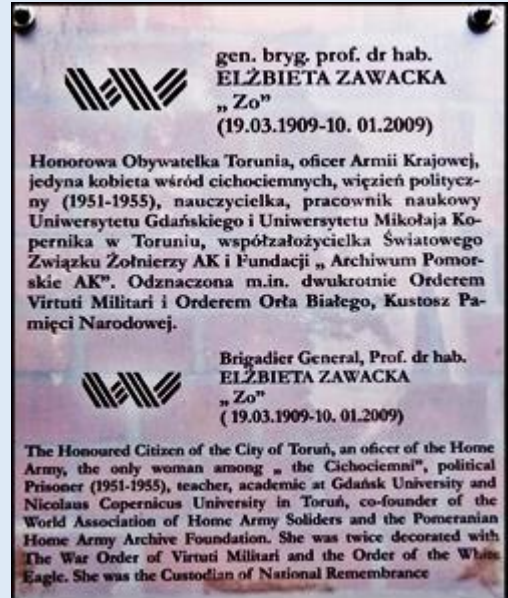 gen. bryg. prof. dr hab.
ELŻBIETA ZAWACKA
„ Zo”
(19.03.1909-10. 01.2009)
Honorowa Obywatelka Torunia, oficer Armii Krajowej,
jedyna kobieta wśród cichociemnych, więzień politycz-
ny (1951-1955), nauczycielka, pracownik naukowy
Uniwersytetu Gdańskiego i Uniwersytetu Mikołaja Ko-
pernika w Toruniu, współzałożycielka Światowego
Związku Żołnierzy AK i Fundacji „ Archiwum Pomor-
skie AK”. Odznaczona m.in. dwukrotnie Orderem
Virtuti Militari i Orderem Orła Białego, Kustosz Pa-
mięci Narodowej.
Brigadier General, Prof. dr hab.
ELŻBIETA ZAWACKA
„ Zo”
( 19.03.1909-10. 01.2009)
The Honoured Citizen of the City of Toruń, an oficer of the Home
Army, the only woman among „ the Cichociemni”, political
Prisoner (1951-1955), teacher, academic at Gdańsk University and
Nicolaus Copernicus University in Toruń, co-founder of the
World Association of Home Army Soliders and the Pomeranian
Home Army Archive Foundation. She was twice decorated with
The War Order of Virtuti Militari and the Order of the White
Eagle. She was the Custodian of National Remembrance